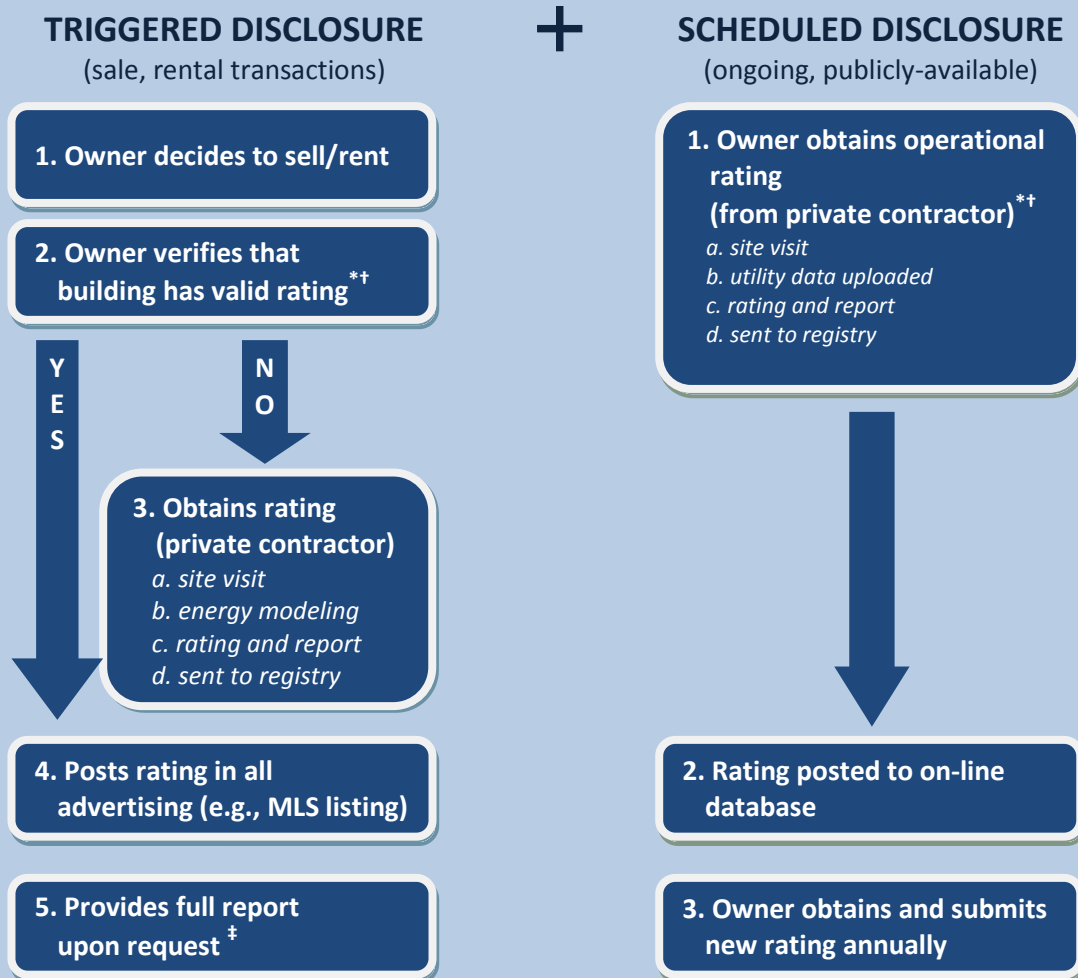 TRIGGERED DISCLOSURE
(sale, rental transactions)
1. Owner decides to sell/rent
2. Owner verifies that
building has valid rating*†
Y
E
S
N
O
3. Obtains rating
(private contractor)
a. site visit
b. energy modeling
c. rating and report
d. sent to registry
4. Posts rating in all
advertising (e.g., MLS listing)
5. Provides full report
upon request ‡
+
SCHEDULED DISCLOSURE
(ongoing, publicly-available)
1. Owner obtains operational
rating
(from private contractor)*†
a. site visit
b. utility data uploaded
c. rating and report
d. sent to registry
2. Rating posted to on-line
database
3. Owner obtains and submits
new rating annually